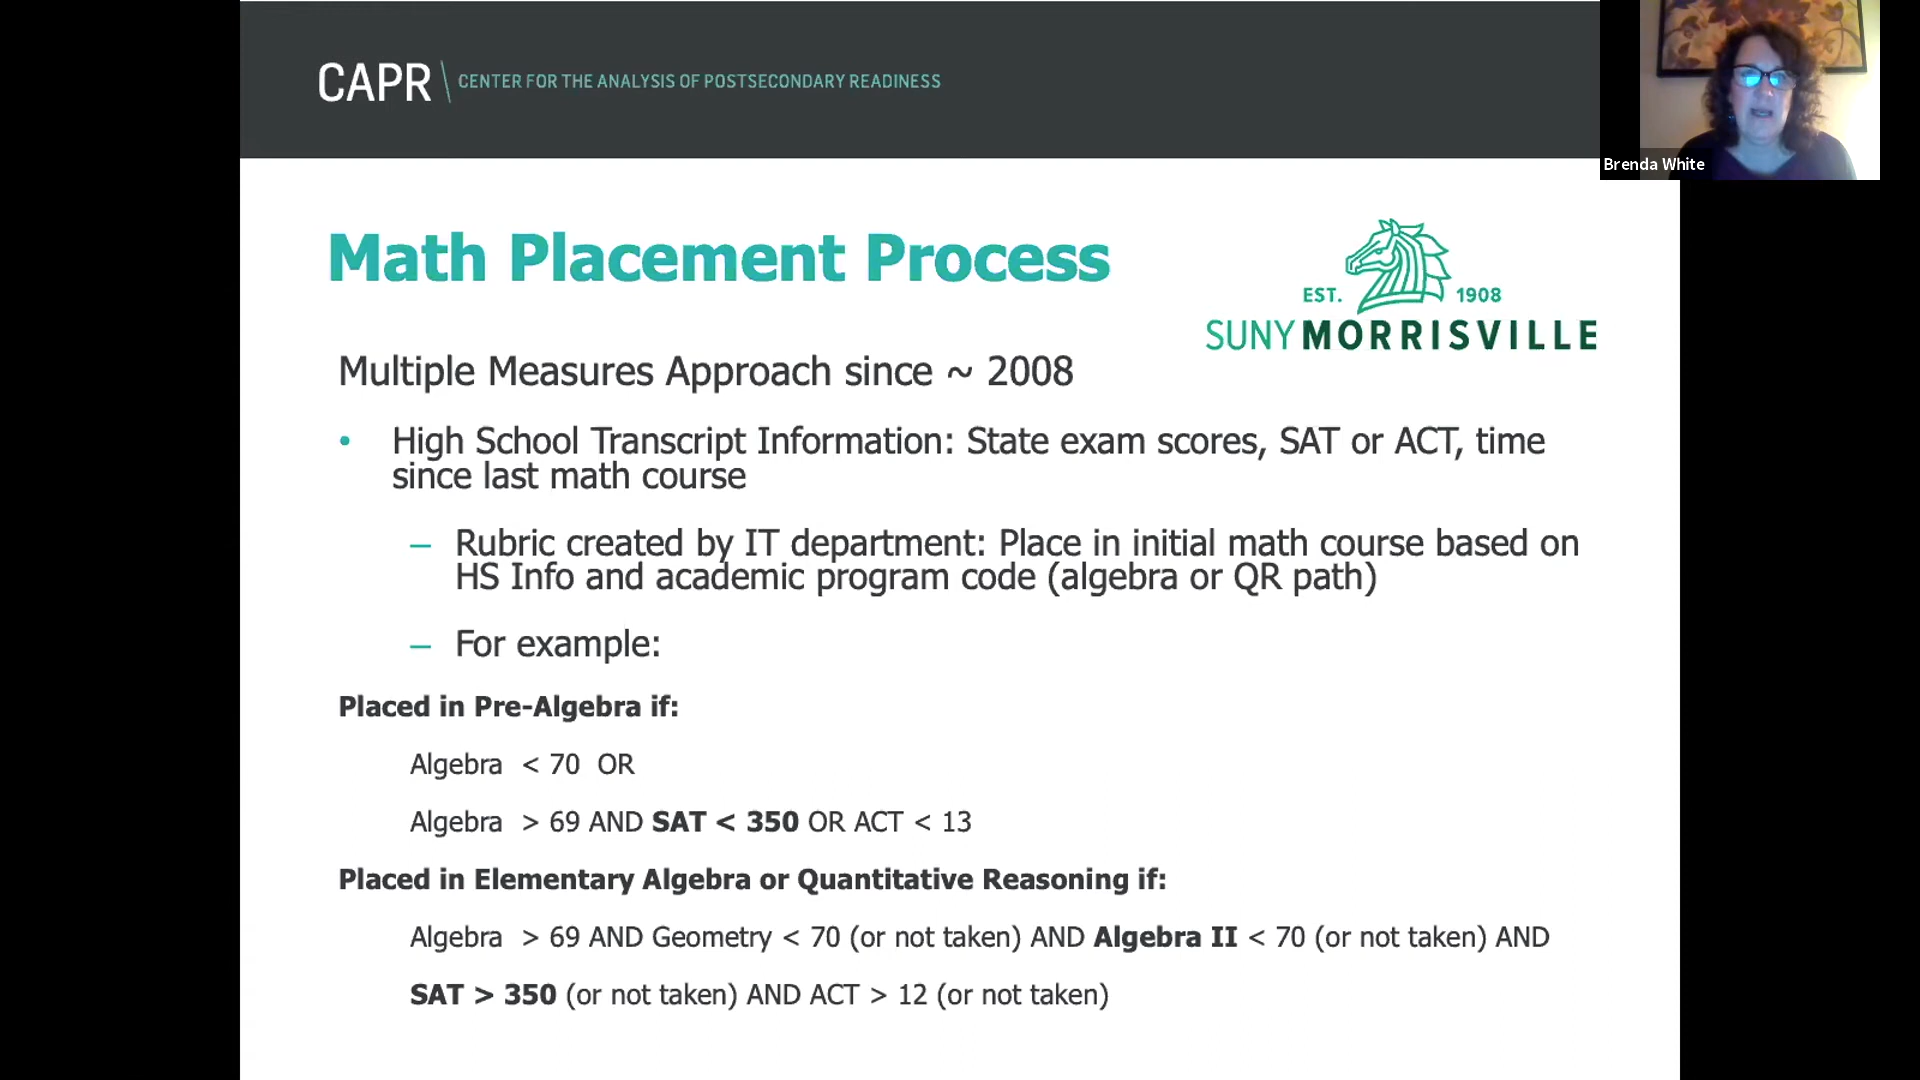 CAPR CENTER FOR THE ANALYSIS OF POSTSECONDARY READINESS
Brenda White
Math Placement Process
EST. 1908
SUNY MORRISVILLE
Multiple Measures Approach since ~ 2008
• High School Transcript Information: State exam scores, SAT or ACT, time
since last math course
– Rubric created by IT department: Place in initial math course based on
HS Info and academic program code (algebra or QR path)
– For example:
Placed in Pre-Algebra if:
Algebra < 70 OR
Algebra > 69 AND SAT < 350 OR ACT < 13
Placed in Elementary Algebra or Quantitative Reasoning if:
Algebra > 69 AND Geometry < 70 (or not taken) AND Algebra II < 70 (or not taken) AND
SAT > 350 (or not taken) AND ACT > 12 (or not taken)